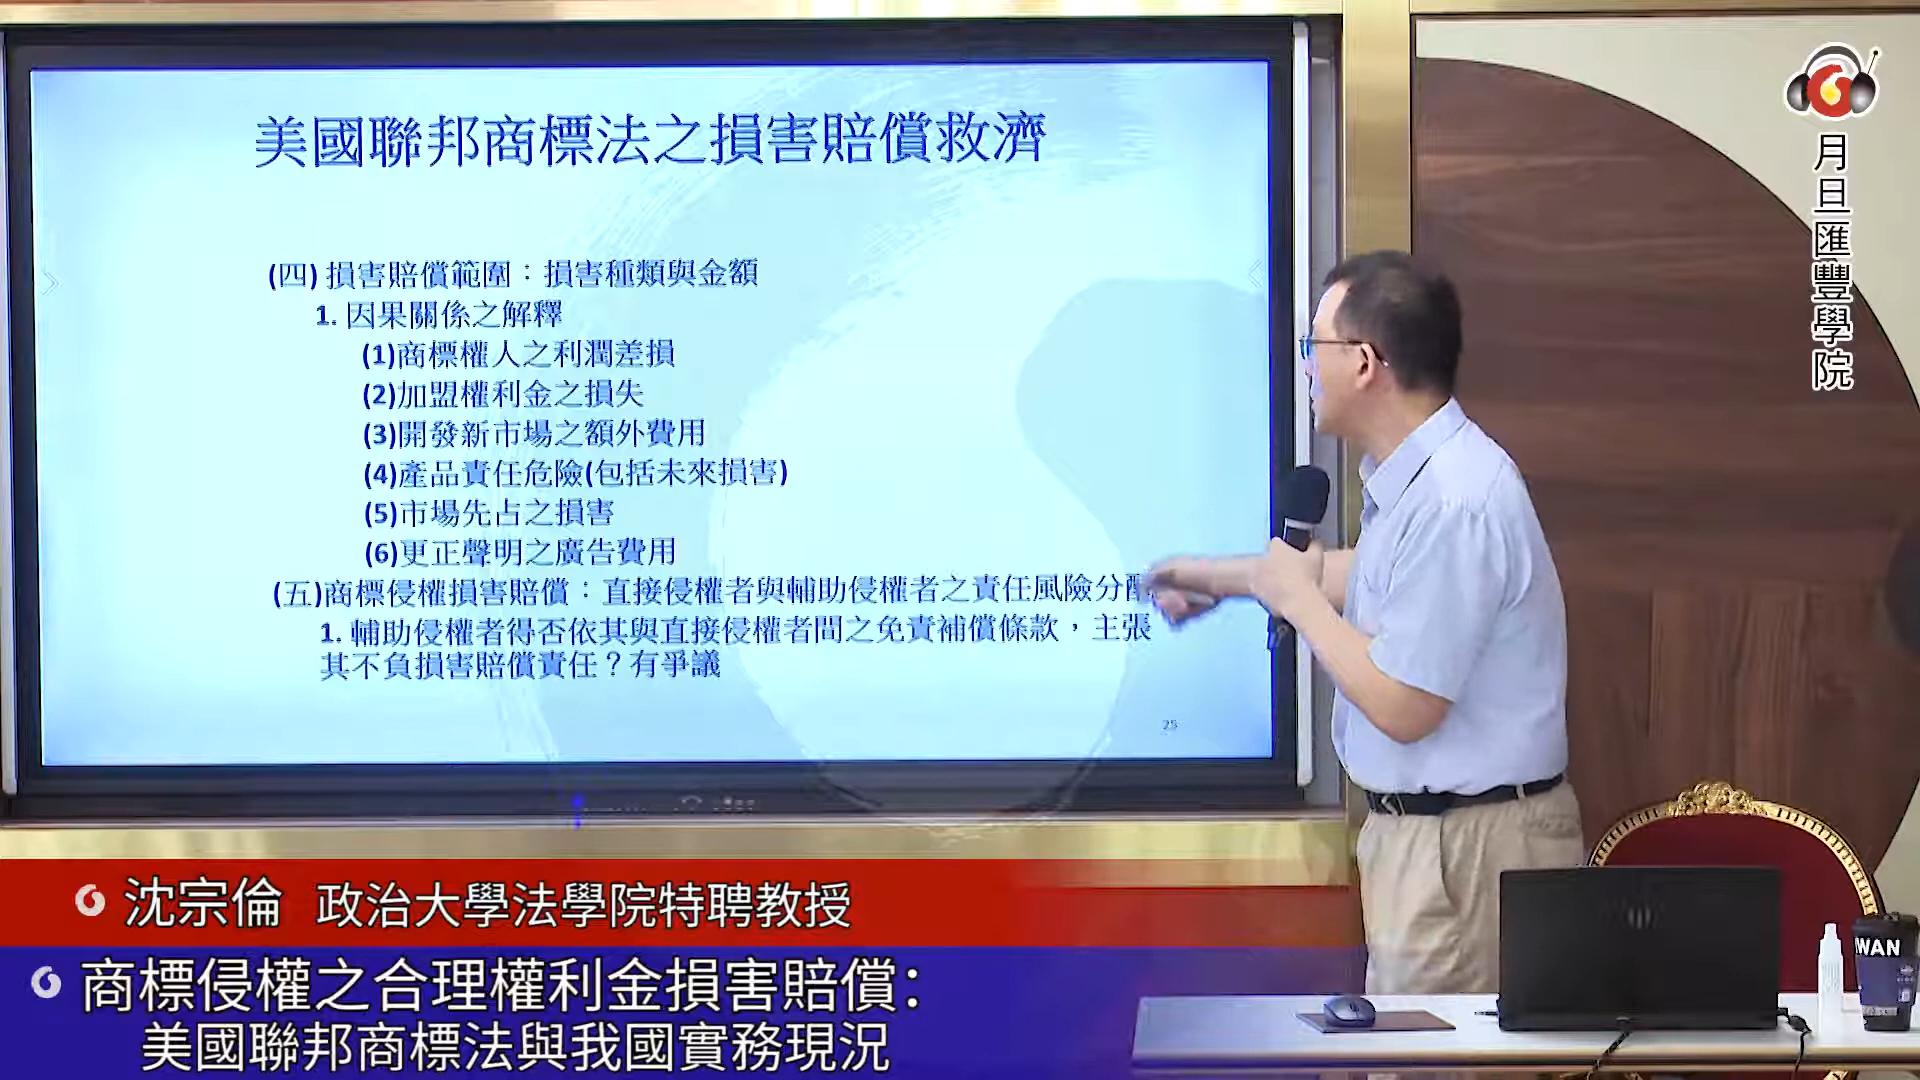 美國聯邦商標法之損害賠償救濟
(四) 損害賠償範圍：損害種類與金額
1. 因果關係之解釋
(1)商標權人之利潤差損
(2)加盟權利金之損失
(3)開發新市場之額外費用
(4)產品責任危險(包括未來損害)
(5)市場先占之損害
(6)更正聲明之廣告費用
(五)商標侵權損害賠償：直接侵權者與輔助侵權者之責任風險分配
1. 輔助侵權者得否依其與直接侵權者間之免責補償條款，主張
其不負損害賠償責任？有爭議
25
月旦匯豐學院
沈宗倫 政治大學法學院特聘教授
商標侵權之合理權利金損害賠償：
美國聯邦商標法與我國實務現況
WAN